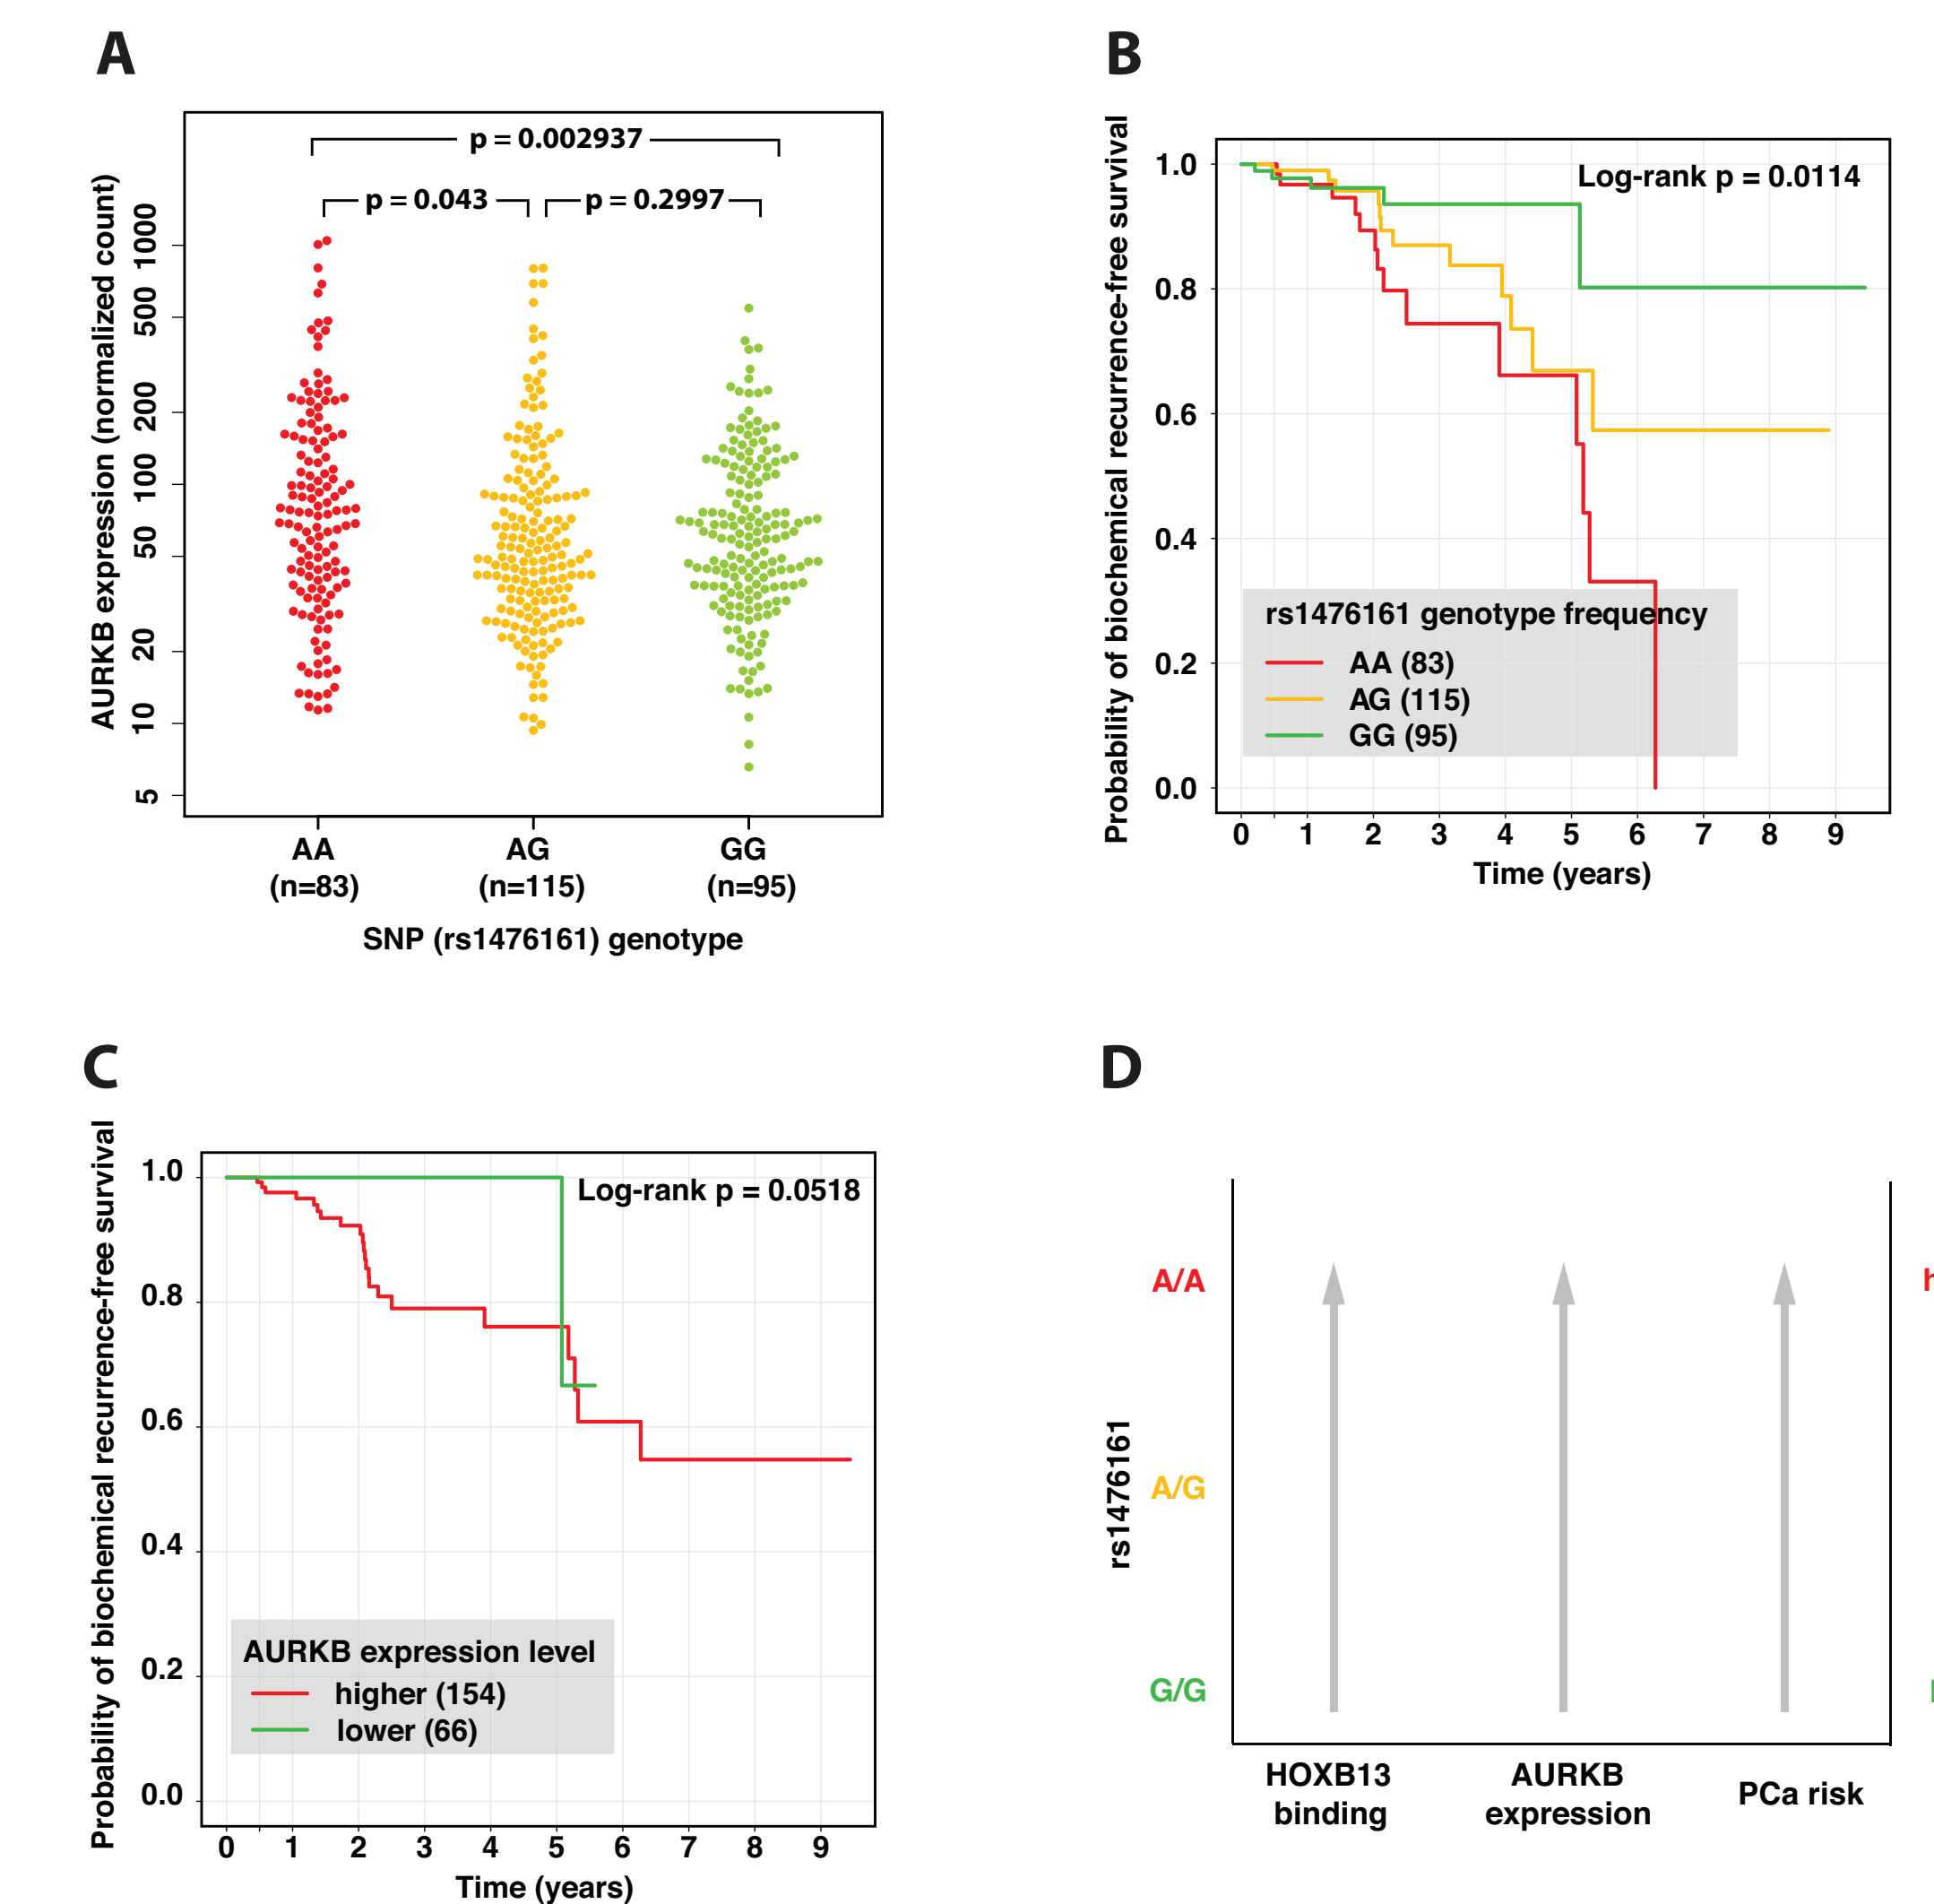 A
p = 0.002937
p = 0.043
p = 0.2997
AURKB expression (normalized count)
1000
500
200
100
50
20
10
5
AA
(n=83)
AG
(n=115)
GG
(n=95)
SNP (rs1476161) genotype
B
Probability of biochemical recurrence-free survival
Log-rank p = 0.0114
1.0
0.8
0.6
0.4
0.2
0.0
rs1476161 genotype frequency
AA (83)
AG (115)
GG (95)
0 1 2 3 4 5 6 7 8 9
Time (years)
C
Probability of biochemical recurrence-free survival
Log-rank p = 0.0518
1.0
0.8
0.6
0.4
0.2
0.0
AURKB expression level
higher (154)
lower (66)
0 1 2 3 4 5 6 7 8 9
Time (years)
D
rs1476161
A/A
A/G
G/G
HOXB13
binding
AURKB
expression
PCa risk